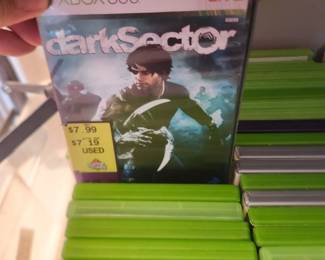 XBOX 360
darkSector
$7.99
$7.19
USED